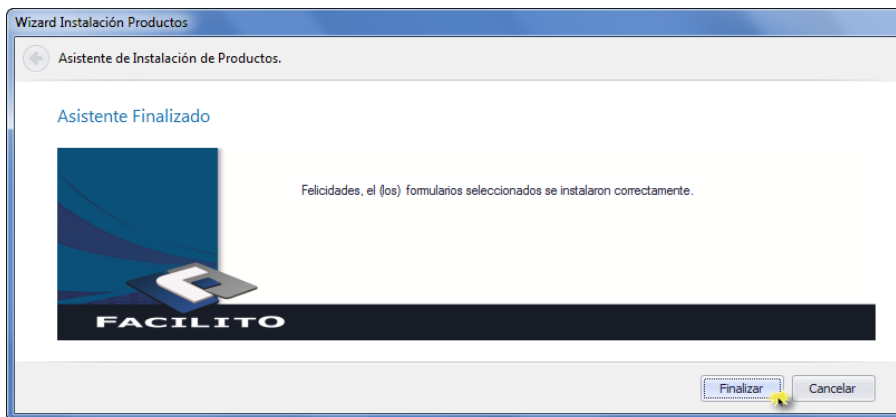 Wizard Instalación Productos
Asistente de Instalación de Productos.
Asistente Finalizado
Felicidades, el (los) formularios seleccionados se instalaron correctamente.
FACILITO
Finalizar
Cancelar